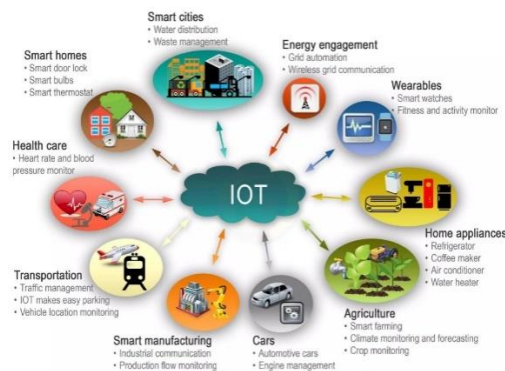 Smart cities
• Water distribution
• Waste management
Energy engagement
• Grid automation
• Wireless grid communication
Smart homes
• Smart door lock
• Smart bulbs
• Smart thermostat
Wearables
• Smart watches
• Fitness and activity monitor
Health care
• Heart rate and blood
pressure monitor
IOT
Home appliances
• Refrigerator
• Coffee maker
• Air conditioner
• Water heater
Transportation
• Traffic management
• IOT makes easy parking
• Vehicle location monitoring
Agriculture
• Smart farming
• Climate monitoring and forecasting
• Crop monitoring
Smart manufacturing
• Industrial communication
• Production flow monitoring
Cars
• Automotive cars
• Engine management